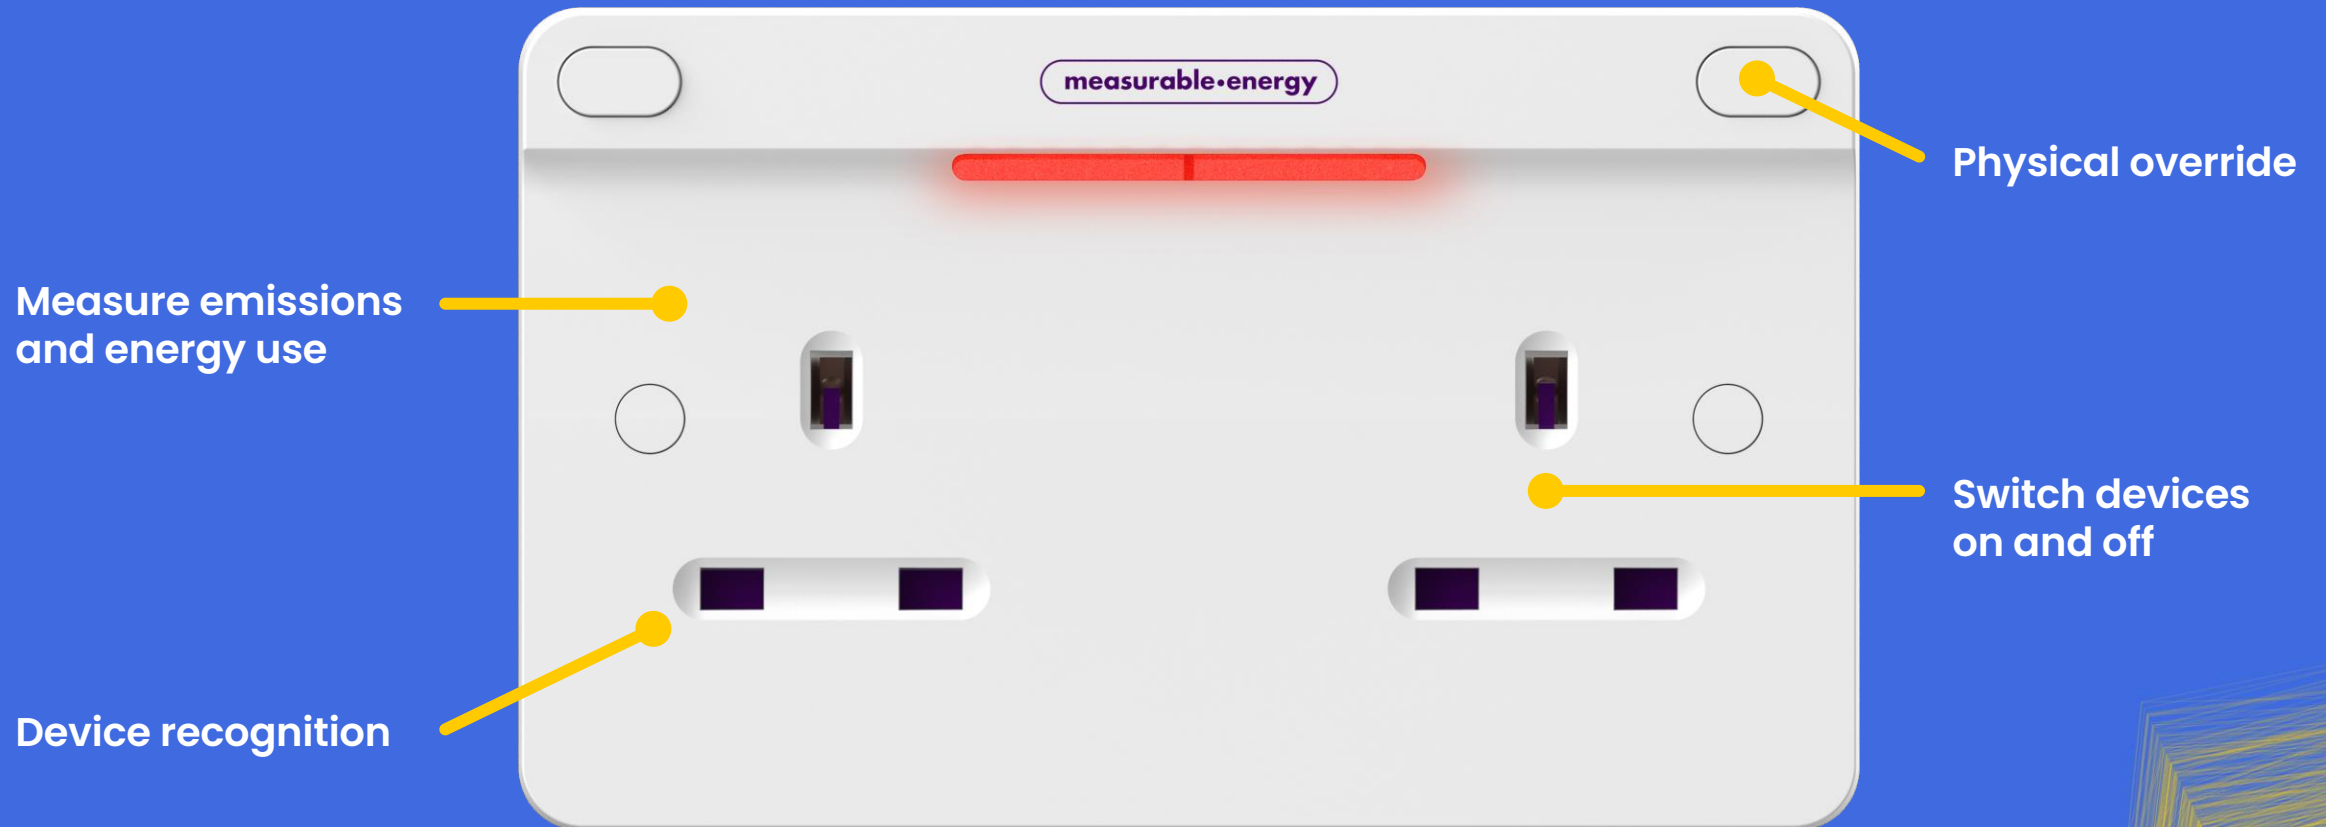 measurable•energy
Physical override
Measure emissions
and energy use
Switch devices
on and off
Device recognition